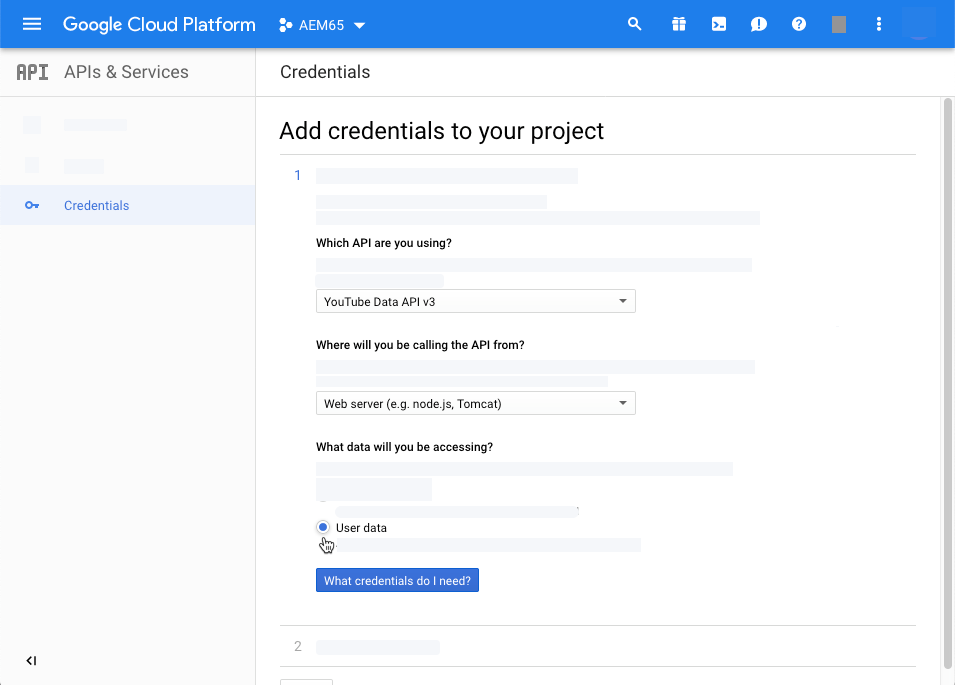 Google Cloud Platform AEM65
API APIs & Services
Credentials
Credentials
Add credentials to your project
1
Which API are you using?
YouTube Data API v3
Where will you be calling the API from?
Web server (e.g. node.js, Tomcat)
What data will you be accessing?
User data
What credentials do I need?
2